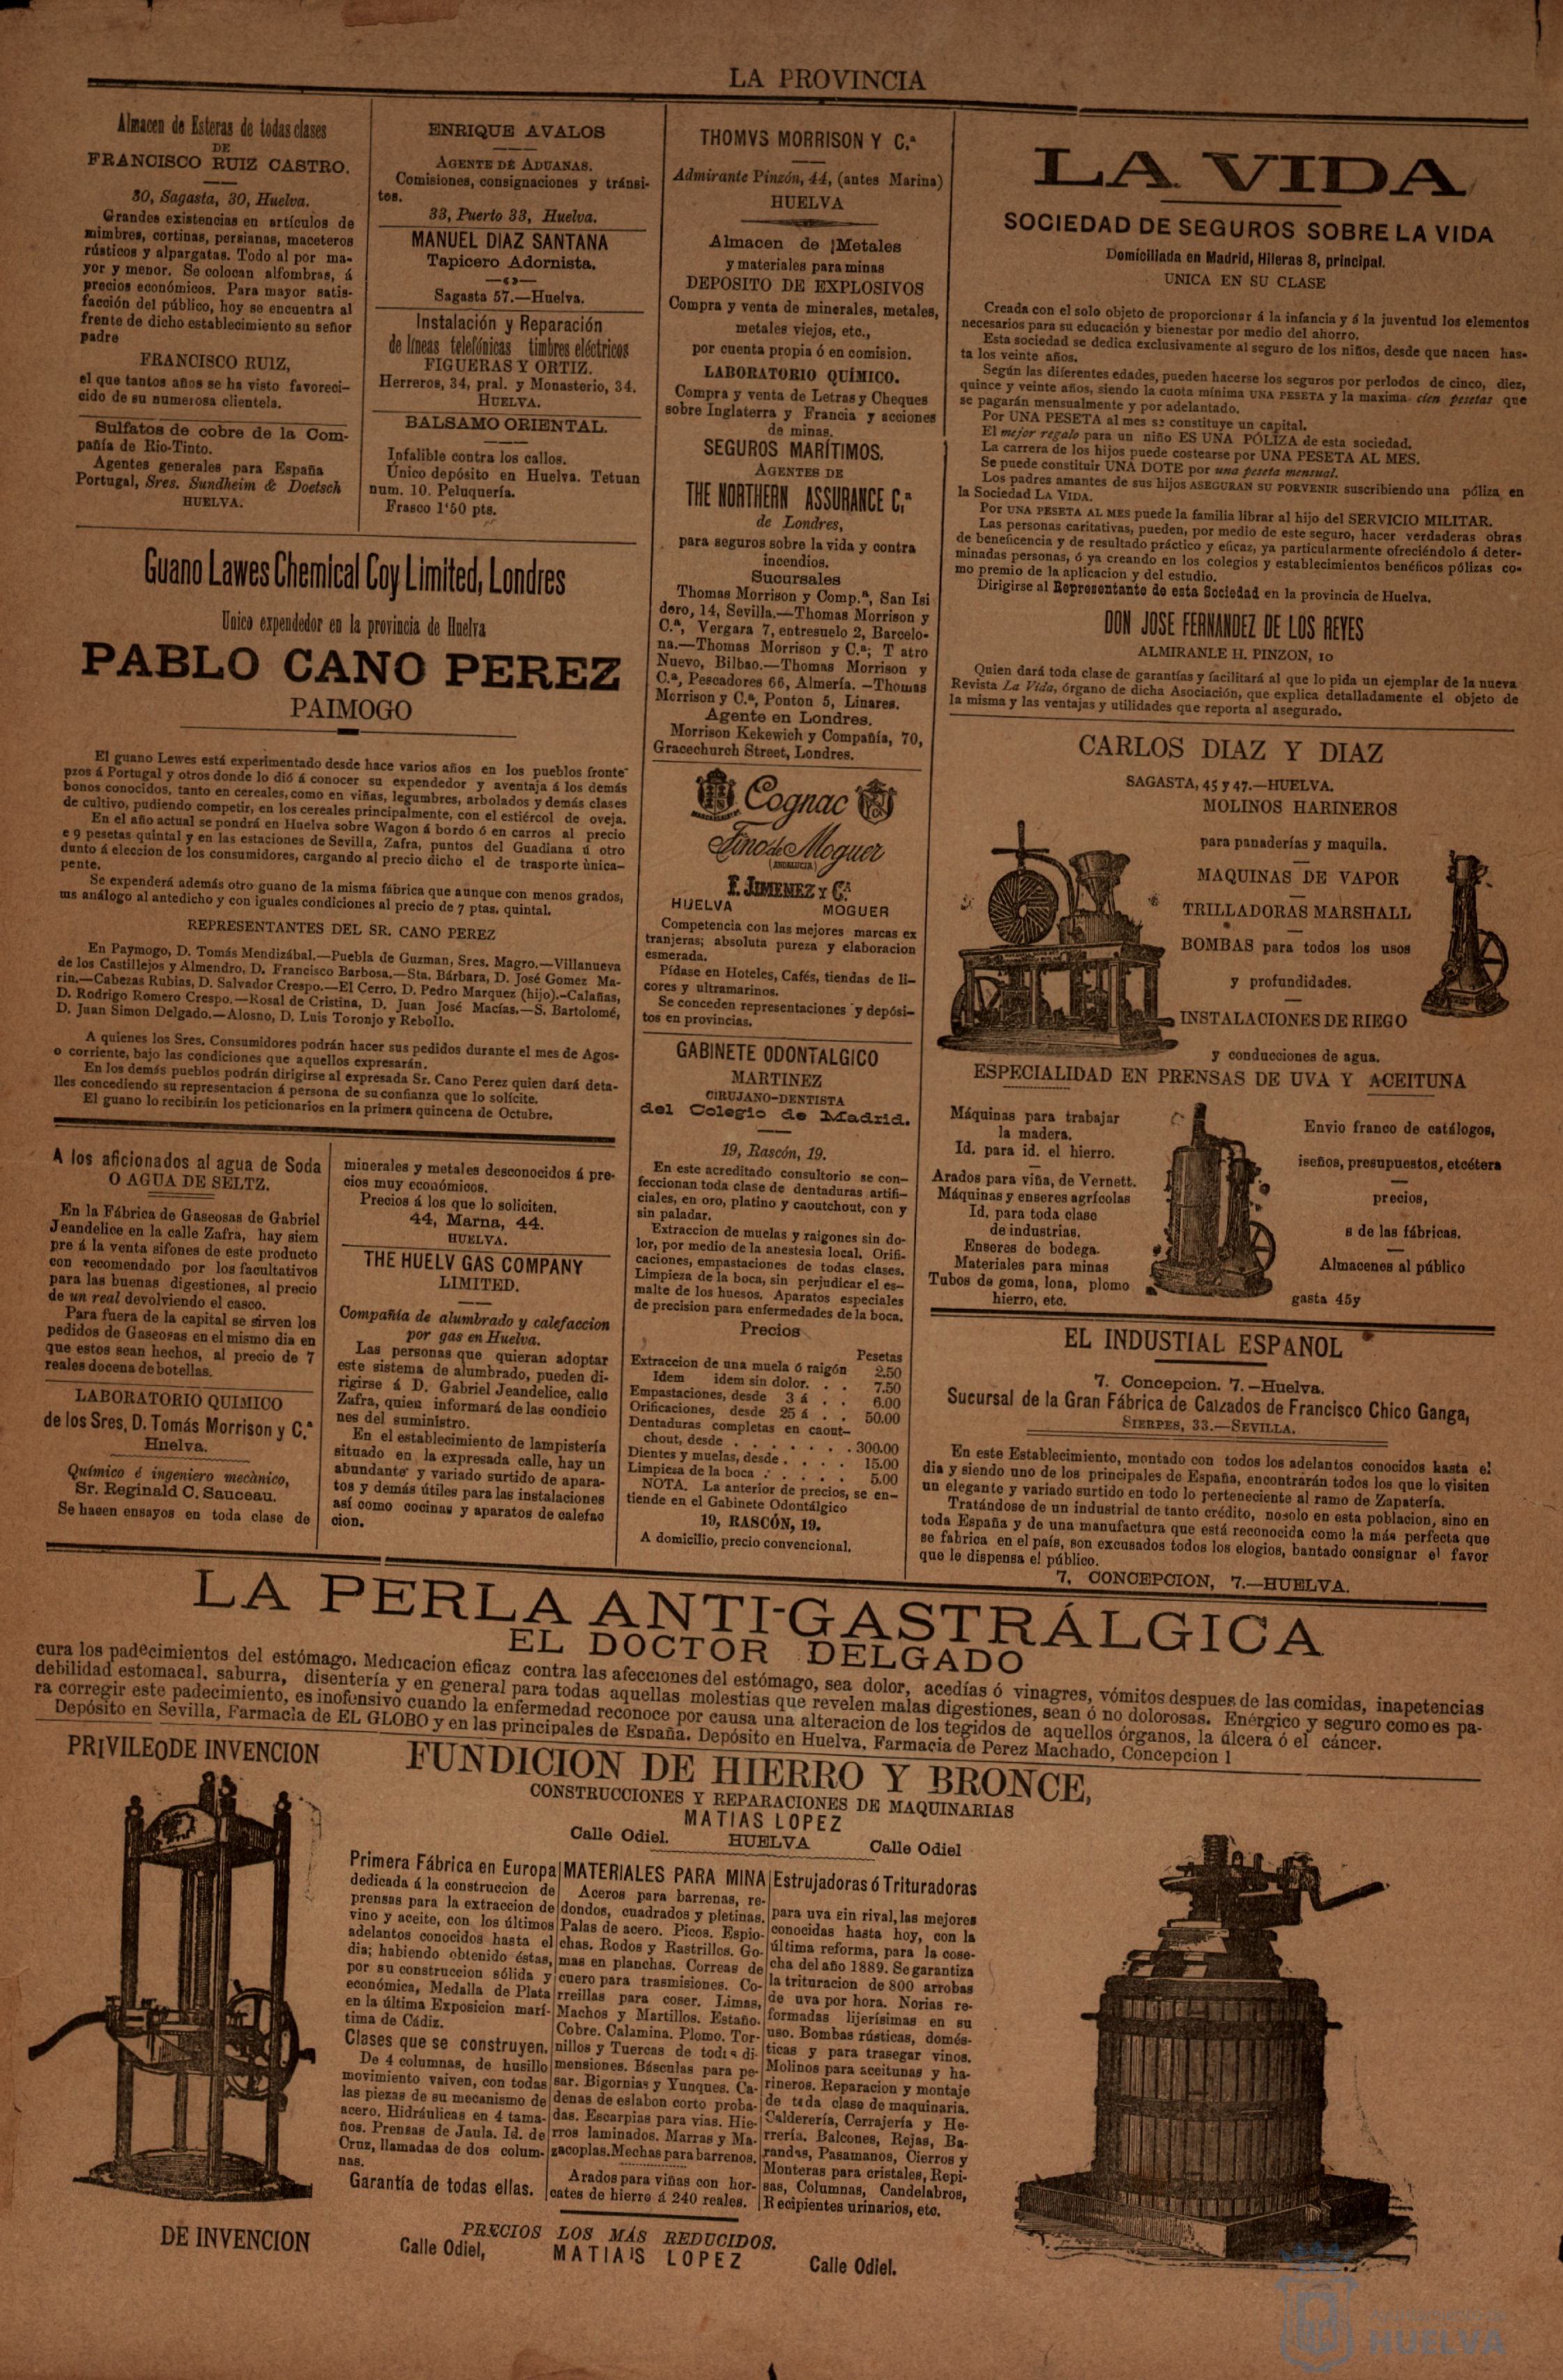 LA PROVINCIA
Almacen de Esteras de todas clases
DE
FRANCISCO RUIZ CASTRO.
30, Sagasta, 30, Huelva.
Grandes existencias en artículos de
mimbres, cortinas, persianas, maceteros
rústicos y alpargatas. Todo al por ma-
yor y menor. Se colocan alfombras, á
precios económicos. Para mayor satis-
facción del público, hoy se encuentra al
frente de dicho establecimiento su señor
padre
FRANCISCO RUIZ,
el que tantos años se ha visto favoreci-
cido de su numerosa clientela.
Sulfatos de cobre de la Com-
pañía de Rio-Tinto.
Agentes generales para España
Portugal, Sres. Sundheim & Doetsch
HUELVA.
ENRIQUE AVALOS
AGENTE DE ADUANAS.
Comisiones, consignaciones y tránsi-
tos.
33, Puerto 33, Huelva.
MANUEL DIAZ SANTANA
Tapicero Adornista.
Sagasta 57.—Huelva.
Instalación y Reparación
de líneas telefónicas timbres eléctricos
FIGUERAS Y ORTIZ.
Herreros, 34, pral. y Monasterio, 34.
HUELVA.
BALSAMO ORIENTAL.
Infalible contra los callos.
Único depósito en Huelva. Tetuan
num. 10. Peluquería.
Frasco 1'50 pts.
Guano Lawes Chemical Coy Limited, Londres
Unico expendedor en la provincia de Huelva
PABLO CANO PEREZ
PAIMOGO
El guano Lewes está experimentado desde hace varios años en los pueblos fronte-
pzos á Portugal y otros donde lo dió á conocer su expendedor y aventaja á los demás
bonos conocidos, tanto en cereales, como en viñas, legumbres, arbolados y demás clases
de cultivo, pudiendo competir, en los cereales principalmente, con el estiércol de oveja.
En el año actual se pondrá en Huelva sobre Wagon á bordo ó en carros al precio
e 9 pesetas quintal y en las estaciones de Sevilla, Zafra, puntos del Guadiana ú otro
dunto á eleccion de los consumidores, cargando al precio dicho el de trasporte única-
pente.
Se expenderá además otro guano de la misma fábrica que aunque con menos grados,
ms análogo al antedicho y con iguales condiciones al precio de 7 ptas. quintal.
REPRESENTANTES DEL SR. CANO PEREZ
En Paymogo, D. Tomás Mendizábal.—Puebla de Guzman, Sres. Magro.—Villanueva
de los Castillejos y Almendro, D. Francisco Barbosa.—Sta. Bárbara, D. José Gomez Ma-
rin.—Cabezas Rubias, D. Salvador Crespo.—El Cerro, D. Pedro Marquez (hijo).—Calañas,
D. Rodrigo Romero Crespo.—Rosal de Cristina, D. Juan José Macías.—S. Bartolomé,
D. Juan Simon Delgado.—Alosno, D. Luis Toronjo y Rebollo.
A quienes los Sres. Consumidores podrán hacer sus pedidos durante el mes de Agos-
o corriente, bajo las condiciones que aquellos expresarán.
En los demás pueblos podrán dirigirse al expresada Sr. Cano Perez quien dará deta-
lles concediendo su representacion á persona de su confianza que lo solicite.
El guano lo recibirán los peticionarios en la primera quincena de Octubre.
A los aficionados al agua de Soda
O AGUA DE SELTZ.
En la Fábrica de Gaseosas de Gabriel
Jeandelice en la calle Zafra, hay siem
pre á la venta sifones de este producto
con recomendado por los facultativos
para las buenas digestiones, al precio
de un real devolviendo el casco.
Para fuera de la capital se sirven los
pedidos de Gaseosas en el mismo dia en
que estos sean hechos, al precio de 7
reales docena de botellas.
LABORATORIO QUIMICO
de los Sres, D. Tomás Morrison y C.ª
Huelva.
Químico é ingeniero mecànico,
Sr. Reginald C. Sauceau.
Se hacen ensayos en toda clase de
minerales y metales desconocidos á pre-
cios muy económicos.
Precios á los que lo soliciten.
44, Marna, 44.
HUELVA.
THE HUELV GAS COMPANY
LIMITED.
Compañía de alumbrado y calefaccion
por gas en Huelva.
Las personas que quieran adoptar
este sistema de alumbrado, pueden di-
rigirse á D. Gabriel Jeandelice, calle
Zafra, quien informará de las condicio
nes del suministro.
En el establecimiento de lampistería
situado en la expresada calle, hay un
abundante y variado surtido de apara-
tos y demás útiles para las instalaciones
así como cocinas y aparatos de calefac
cion.
THOMVS MORRISON Y C.ª
Admirante Pinzón, 44, (antes Marina)
HUELVA
Almacen de ¡Metales
y materiales para minas
DEPOSITO DE EXPLOSIVOS
Compra y venta de minerales, metales,
metales viejos, etc.,
por cuenta propia ó en comision.
LABORATORIO QUÍMICO.
Compra y venta de Letras y Cheques
sobre Inglaterra y Francia y acciones
de minas.
SEGUROS MARÍTIMOS.
AGENTES DE
THE NORTHERN ASSURANCE C.ª
de Londres,
para seguros sobre la vida y contra
incendios.
Sucursales
Thomas Morrison y Comp.ª, San Isi
doro, 14, Sevilla.—Thomas Morrison y
C.ª, Vergara 7, entresuelo 2, Barcelo-
na.—Thomas Morrison y C.ª; T atro
Nuevo, Bilbao.—Thomas Morrison y
C.ª, Pescadores 66, Almería.—Thomas
Morrison y C.ª, Ponton 5, Linares.
Agente en Londres.
Morrison Kekewich y Compañía, 70,
Gracechurch Street, Londres.
Cognac
Fino de Moguer
(ANDALUCIA)
F. JIMENEZ Y C.ª
HUELVA MOGUER
Competencia con las mejores marcas ex
tranjeras; absoluta pureza y elaboracion
esmerada.
Pídase en Hoteles, Cafés, tiendas de li-
cores y ultramarinos.
Se conceden representaciones y depósi-
tos en provincias.
GABINETE ODONTALGICO
MARTINEZ
CIRUJANO-DENTISTA
del Colegio de Madrid.
19, Rascón, 19.
En este acreditado consultorio se con-
feccionan toda clase de dentaduras artifi-
ciales, en oro, platino y caoutchout, con y
sin paladar.
Extraccion de muelas y raigones sin do-
lor, por medio de la anestesia local. Orifi-
caciones, empastaciones de todas clases.
Limpieza de la boca, sin perjudicar el es-
malte de los huesos. Aparatos especiales
de precision para enfermedades de la boca.
Precios
Pesetas
Extraccion de una muela ó raigón 2.50
Idem idem sin dolor. . . 7.50
Empastaciones, desde 3 á . . 6.00
Orificaciones, desde 25 á . . 50.00
Dentaduras completas en caout-
chout, desde . . . . . . . 300.00
Dientes y muelas, desde . . . . 15.00
Limpiesa de la boca . . . . . . 5.00
NOTA. La anterior de precios, se en-
tiende en el Gabinete Odontálgico
19, RASCÓN, 19.
A domicilio, precio convencional.
LA VIDA
SOCIEDAD DE SEGUROS SOBRE LA VIDA
Domiciliada en Madrid, Hileras 8, principal.
UNICA EN SU CLASE
Creada con el solo objeto de proporcionar á la infancia y á la juventud los elementos
necesarios para su educación y bienestar por medio del ahorro.
Esta sociedad se dedica exclusivamente al seguro de los niños, desde que nacen has-
ta los veinte años.
Según las diferentes edades, pueden hacerse los seguros por perlodos de cinco, diez,
quince y veinte años, siendo la cuota mínima UNA PESETA y la maxima cien pesetas que
se pagarán mensualmente y por adelantado.
Por UNA PESETA al mes s: constituye un capital.
El mejor regalo para un niño ES UNA PÓLIZA de esta sociedad.
La carrera de los hijos puede costearse por UNA PESETA AL MES.
Se puede constituir UNA DOTE por una peseta mensual.
Los padres amantes de sus hijos ASEGURAN SU PORVENIR suscribiendo una póliza en
la Sociedad LA VIDA.
Por UNA PESETA AL MES puede la familia librar al hijo del SERVICIO MILITAR.
Las personas caritativas, pueden, por medio de este seguro, hacer verdaderas obras
de beneficencia y de resultado práctico y eficaz, ya particularmente ofreciéndolo á deter-
minadas personas, ó ya creando en los colegios y establecimientos benéficos pólizas co-
mo premio de la aplicacion y del estudio.
Dirigirse al Representante de esta Sociedad en la provincia de Huelva.
DON JOSE FERNANDEZ DE LOS REYES
ALMIRANLE H. PINZON, 10
Quien dará toda clase de garantías y facilitará al que lo pida un ejemplar de la nueva
Revista La Vida, órgano de dicha Asociación, que explica detalladamente el objeto de
la misma y las ventajas y utilidades que reporta al asegurado.
CARLOS DIAZ Y DIAZ
SAGASTA, 45 y 47.—HUELVA.
MOLINOS HARINEROS
para panaderías y maquila.
MAQUINAS DE VAPOR
TRILLADORAS MARSHALL
BOMBAS para todos los usos
y profundidades.
INSTALACIONES DE RIEGO
y conducciones de agua.
ESPECIALIDAD EN PRENSAS DE UVA Y ACEITUNA
Máquinas para trabajar
la madera.
Id. para id. el hierro.
Arados para viña, de Vernett.
Máquinas y enseres agrícolas
Id. para toda clase
de industrias.
Enseres de bodega.
Materiales para minas
Tubos de goma, lona, plomo
hierro, etc.
Envio franco de catálogos,
iseños, presupuestos, etcétera
precios,
s de las fábricas.
Almacenes al público
gasta 45y
EL INDUSTIAL ESPANOL
7. Concepcion. 7.—Huelva.
Sucursal de la Gran Fábrica de Calzados de Francisco Chico Ganga,
SIERPES, 33.—SEVILLA.
En este Establecimiento, montado con todos los adelantos conocidos hasta el
dia y siendo uno de los principales de España, encontrarán todos los que lo visiten
un elegante y variado surtido en todo lo perteneciente al ramo de Zapatería.
Tratándose de un industrial de tanto crédito, nosolo en esta poblacion, sino en
toda España y de una manufactura que está reconocida como la más perfecta que
se fabrica en el país, son excusados todos los elogios, bantado consignar el favor
que le dispensa el público.
7, CONCEPCION, 7.—HUELVA.
LA PERLA ANTI-GASTRÁLGICA
EL DOCTOR DELGADO
cura los padecimientos del estómago. Medicacion eficaz contra las afecciones del estómago, sea dolor, acedías ó vinagres, vómitos despues de las comidas, inapetencias
debilidad estomacal, saburra, disentería y en general para todas aquellas molestias que revelen malas digestiones, sean ó no dolorosas. Enérgico y seguro como es pa-
ra corregir este padecimiento, es inofensivo cuando la enfermedad reconoce por causa una alteracion de los tegidos de aquellos órganos, la úlcera ó el cáncer.
Depósito en Sevilla, Farmacia de EL GLOBO y en las principales de España. Depósito en Huelva, Farmacia de Perez Machado, Concepcion 1
PRIVILEODE INVENCION
DE INVENCION
FUNDICION DE HIERRO Y BRONCE,
CONSTRUCCIONES Y REPARACIONES DE MAQUINARIAS
MATIAS LOPEZ
Calle Odiel. HUELVA Calle Odiel
Primera Fábrica en Europa
dedicada á la construccion de
prensas para la extraccion de
vino y aceite, con los últimos
adelantos conocidos hasta el
dia; habiendo obtenido éstas,
por su construccion sólida y
económica, Medalla de Plata
en la última Exposicion marí-
tima de Cádiz.
Clases que se construyen.
De 4 columnas, de husillo
movimiento vaiven, con todas
las piezas de su mecanismo de
acero, Hidráulicas en 4 tama-
ños. Prensas de Jaula. Id. de
Cruz, llamadas de dos colum-
nas.
Garantía de todas ellas.
MATERIALES PARA MINA
Aceros para barrenas, re-
dondos, cuadrados y pletinas.
Palas de acero. Picos. Espio-
chas. Rodos y Rastrillos. Go-
mas en planchas. Correas de
cuero para trasmisiones. Co-
rreillas para coser. Limas,
Machos y Martillos. Estaño.
Cobre. Calamina. Plomo. Tor-
nillos y Tuercas de todas di-
mensiones. Básculas para pe-
sar. Bigornias y Yunques. Ca-
denas de eslabon corto proba-
das. Escarpias para vias. Hie-
rros laminados. Marras y Ma-
zacoplas. Mechas para barrenos.
Arados para viñas con hor-
cates de hierro á 240 reales.
Estrujadoras ó Trituradoras
para uva sin rival, las mejores
conocidas hasta hoy, con la
última reforma, para la cose-
cha del año 1889. Se garantiza
la trituracion de 800 arrobas
de uva por hora. Norias re-
formadas lijerísimas en su
uso. Bombas rústicas, domés-
ticas y para trasegar vinos.
Molinos para aceitunas y ha-
rineros. Reparacion y montaje
de tada clase de maquinaria.
Calderería, Cerrajería y He-
rrería. Balcones, Rejas, Ba-
randas, Pasamanos, Cierros y
Monteras para cristales, Repi-
sas, Columnas, Candelabros,
Recipientes urinarios, etc.
PRECIOS LOS MÁS REDUCIDOS.
Calle Odiel, MATIAIS LOPEZ Calle Odiel.
HUELVA